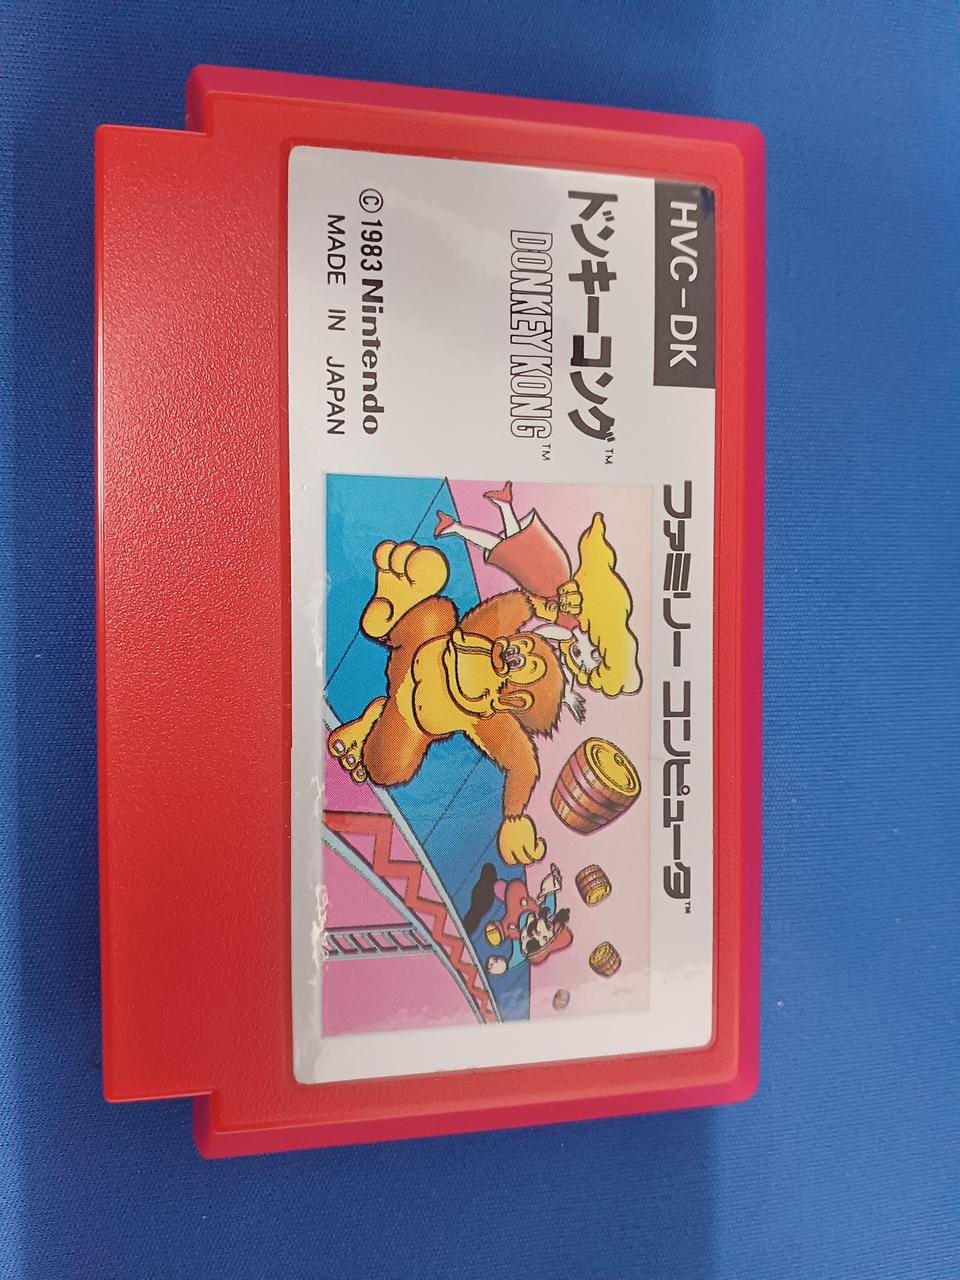 HVC-DK
ファミリー コンピュータ™
ドンキーコング™
DONKEY KONG™
© 1983 Nintendo
MADE IN JAPAN